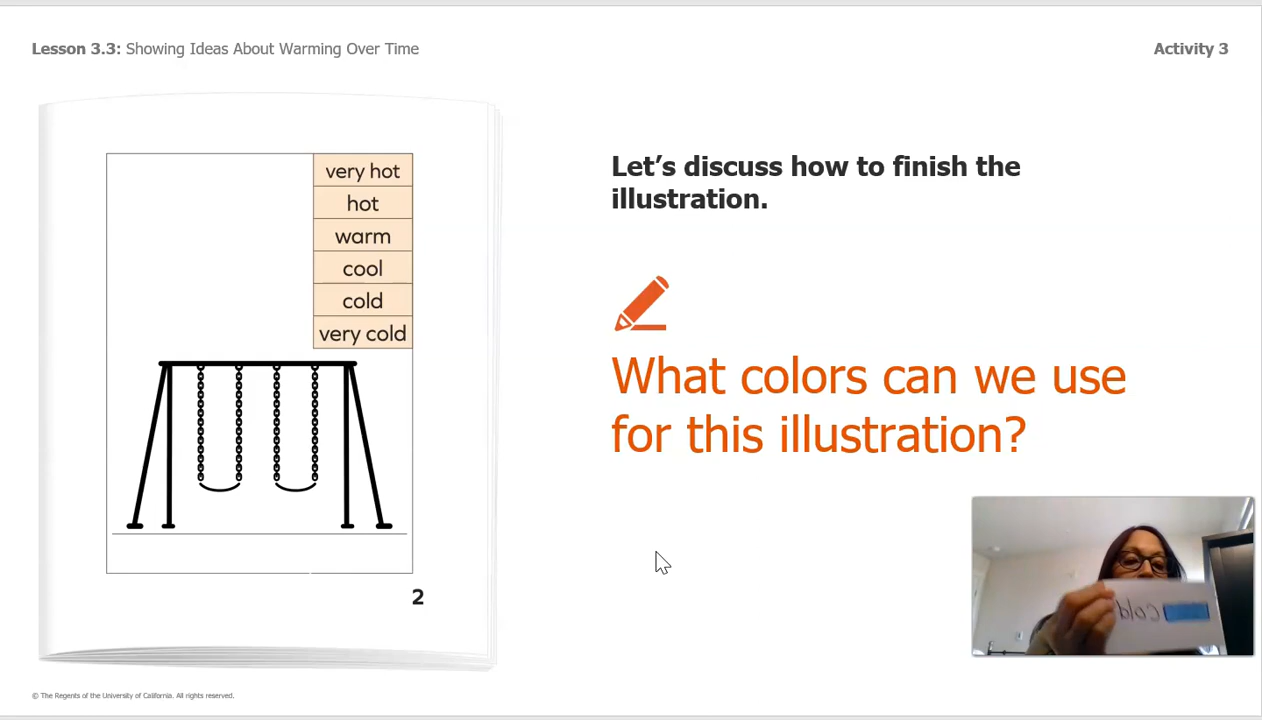 Lesson 3.3: Showing Ideas About Warming Over Time
Activity 3
very hot
hot
warm
cool
cold
very cold
2
Let's discuss how to finish the
illustration.
What colors can we use
for this illustration?
cold
© The Regents of the University of California. All rights reserved.